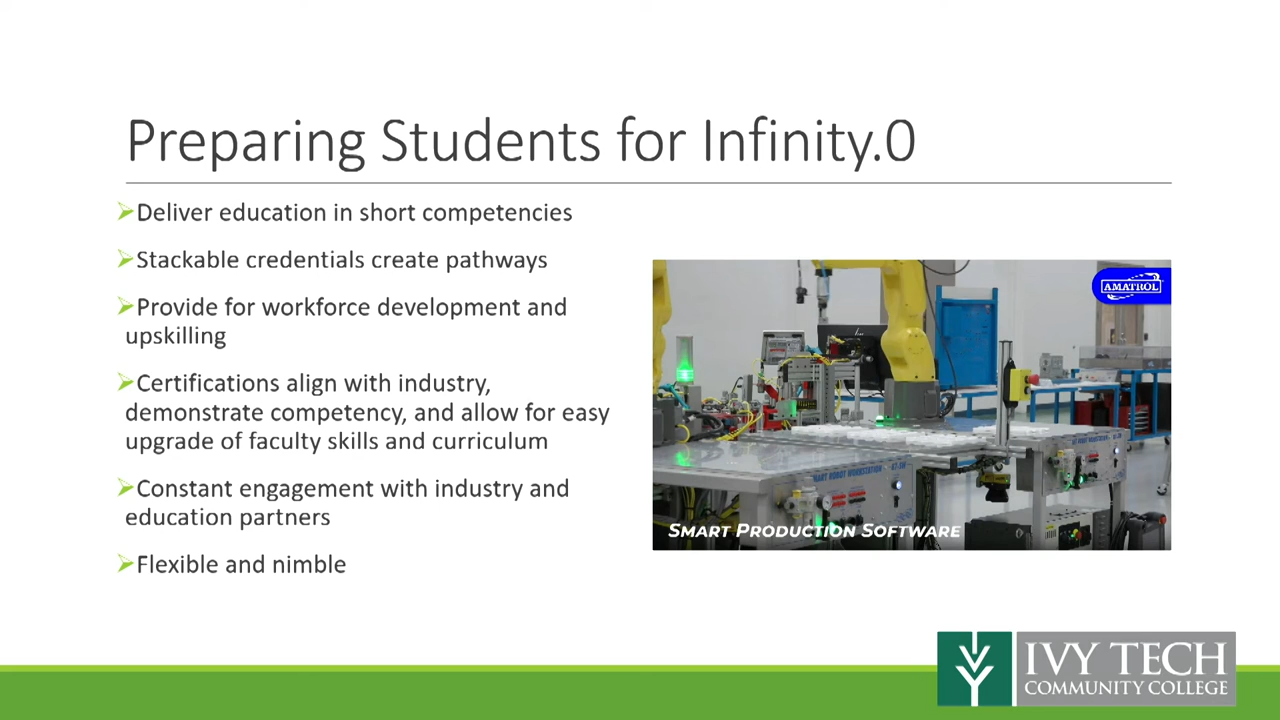 Preparing Students for Infinity.0
Deliver education in short competencies
Stackable credentials create pathways
Provide for workforce development and
upskilling
Certifications align with industry,
demonstrate competency, and allow for easy
upgrade of faculty skills and curriculum
Constant engagement with industry and
education partners
Flexible and nimble
AMATROL
SMART PRODUCTION SOFTWARE
IVY TECH
COMMUNITY COLLEGE